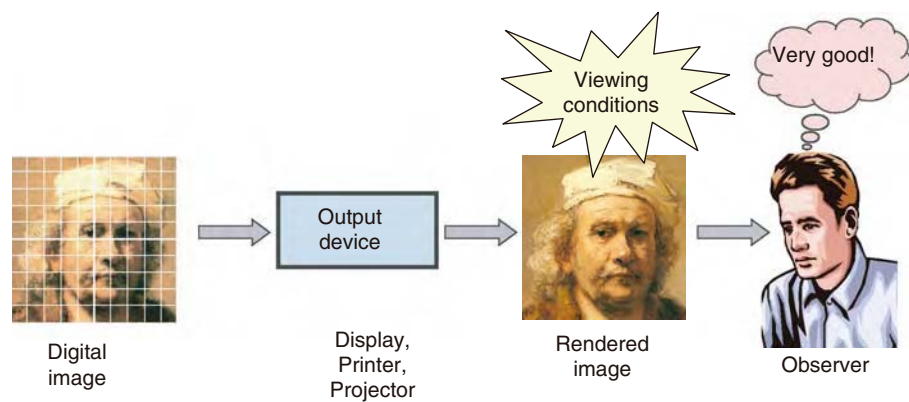 Viewing
conditions
Very good!
Output
device
Digital
image
Display,
Printer,
Projector
Rendered
image
Observer